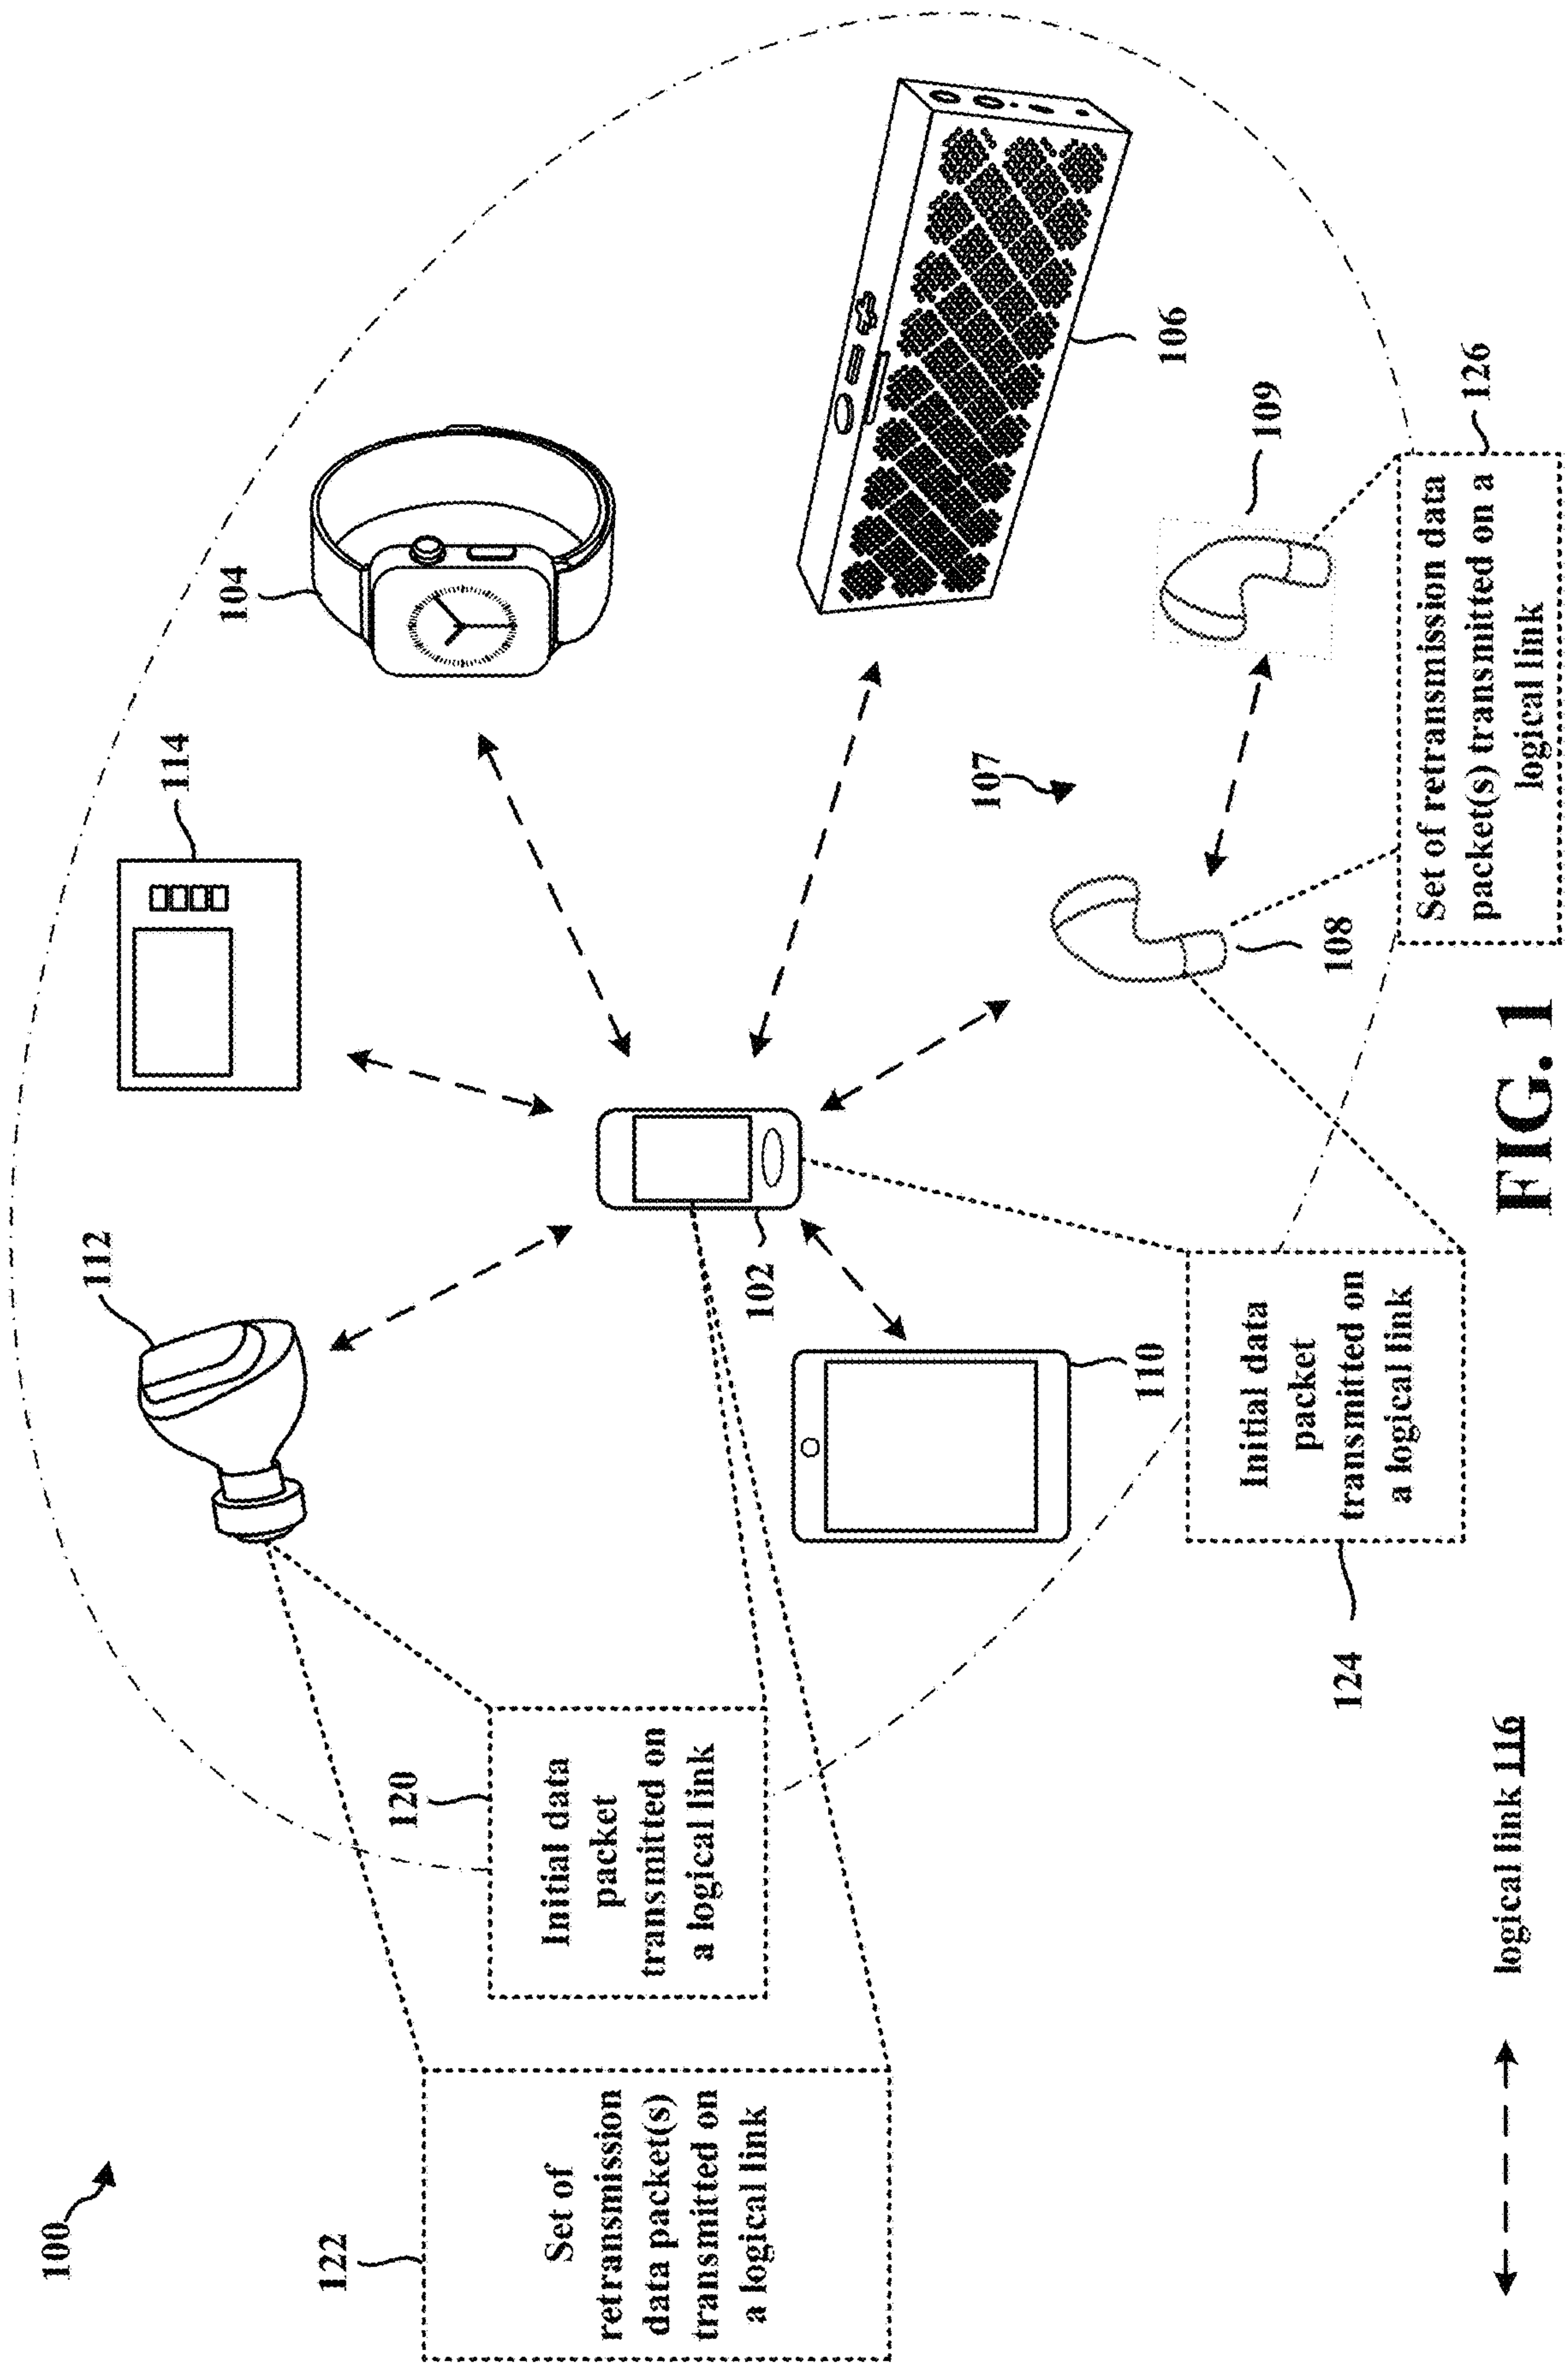 100
112
114
104
122
Set of
retransmission
data packet(s)
transmitted on
a logical link
120
Initial data
packet
transmitted on
a logical link
102
110
106
107
108
109
124
Initial data
packet
transmitted on
a logical link
126
Set of retransmission data
packet(s) transmitted on a
logical link
logical link 116
FIG. 1